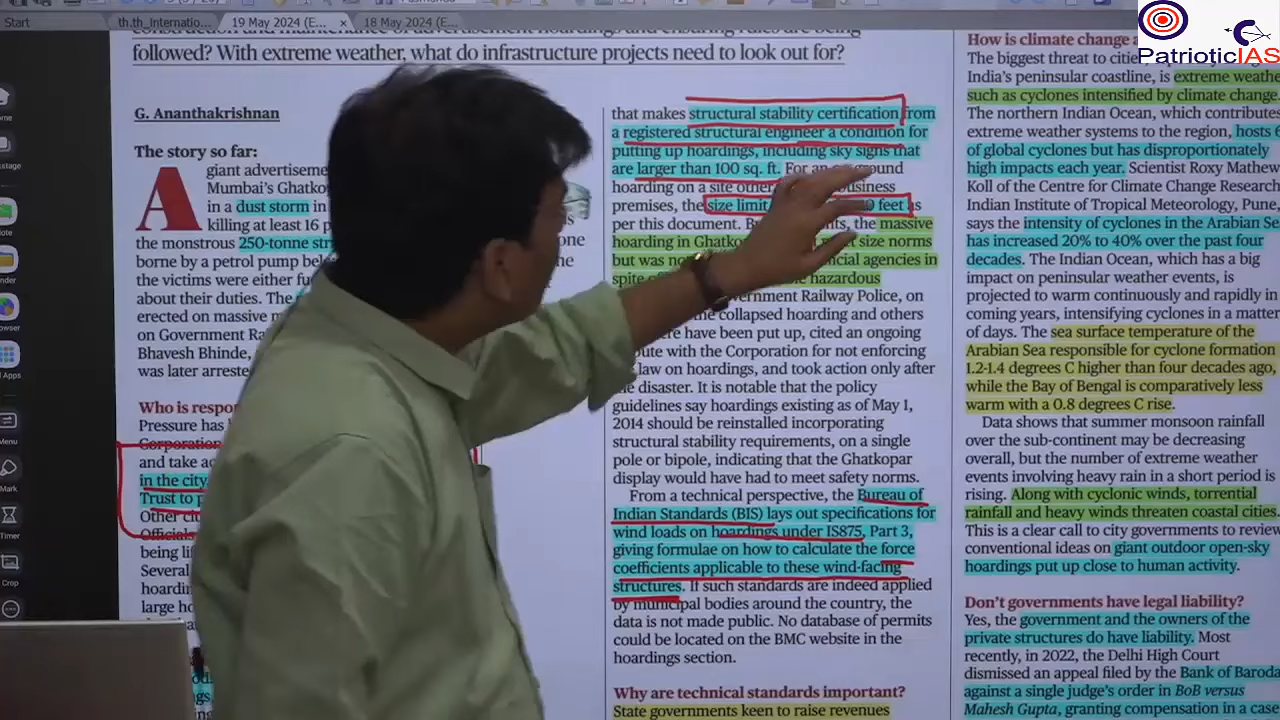 Start
th.th_Internatio...
19 May 2024 (E...
18 May 2024 (E...
PatrioticIAS
construction and maintenance of advertisement hoardings and ensuring rules are being
followed? With extreme weather, what do infrastructure projects need to look out for?
G. Ananthakrishnan
The story so far:
A giant advertiseme
Mumbai's Ghatko
in a dust storm in
killing at least 16 p
the monstrous 250-tonne str
borne by a petrol pump bel
the victims were either f
about their duties. The
erected on massive m
on Government Ra
Bhavesh Bhinde,
was later arreste
Who is respo
Pressure has
Corporation
and take ac
in the city.
Trust to p
Other cit
Officials
being li
Several
hoardin
large ho
one
the
that makes structural stability certification from
a registered structural engineer a condition for
putting up hoardings, including sky signs that
are larger than 100 sq. ft. For an ground
hoarding on a site other business
premises, the size limit 0 feet as
per this document. B ts, the massive
hoarding in Ghatko size norms
but was no cial agencies in
spite hazardous
vernment Railway Police, on
e collapsed hoarding and others
ere have been put up, cited an ongoing
pute with the Corporation for not enforcing
law on hoardings, and took action only after
e disaster. It is notable that the policy
guidelines say hoardings existing as of May 1,
2014 should be reinstalled incorporating
structural stability requirements, on a single
pole or bipole, indicating that the Ghatkopar
display would have had to meet safety norms.
From a technical perspective, the Bureau of
Indian Standards (BIS) lays out specifications for
wind loads on hoardings under IS875, Part 3,
giving formulae on how to calculate the force
coefficients applicable to these wind-facing
structures. If such standards are indeed applied
by municipal bodies around the country, the
data is not made public. No database of permits
could be located on the BMC website in the
hoardings section.
Why are technical standards important?
State governments keen to raise revenues
How is climate change a
The biggest threat to citie
India's peninsular coastline, is extreme weathe
such as cyclones intensified by climate change.
The northern Indian Ocean, which contributes
extreme weather systems to the region, hosts 6
of global cyclones but has disproportionately
high impacts each year. Scientist Roxy Mathew
Koll of the Centre for Climate Change Research
Indian Institute of Tropical Meteorology, Pune,
says the intensity of cyclones in the Arabian Se
has increased 20% to 40% over the past four
decades. The Indian Ocean, which has a big
impact on peninsular weather events, is
projected to warm continuously and rapidly in
coming years, intensifying cyclones in a matter
of days. The sea surface temperature of the
Arabian Sea responsible for cyclone formation
1.2-1.4 degrees C higher than four decades ago,
while the Bay of Bengal is comparatively less
warm with a 0.8 degrees C rise.
Data shows that summer monsoon rainfall
over the sub-continent may be decreasing
overall, but the number of extreme weather
events involving heavy rain in a short period is
rising. Along with cyclonic winds, torrential
rainfall and heavy winds threaten coastal cities.
This is a clear call to city governments to review
conventional ideas on giant outdoor open-sky
hoardings put up close to human activity.
Don't governments have legal liability?
Yes, the government and the owners of the
private structures do have liability. Most
recently, in 2022, the Delhi High Court
dismissed an appeal filed by the Bank of Baroda
against a single judge's order in BoB versus
Mahesh Gupta, granting compensation in a case
Menu
Mark
Timer
Crop